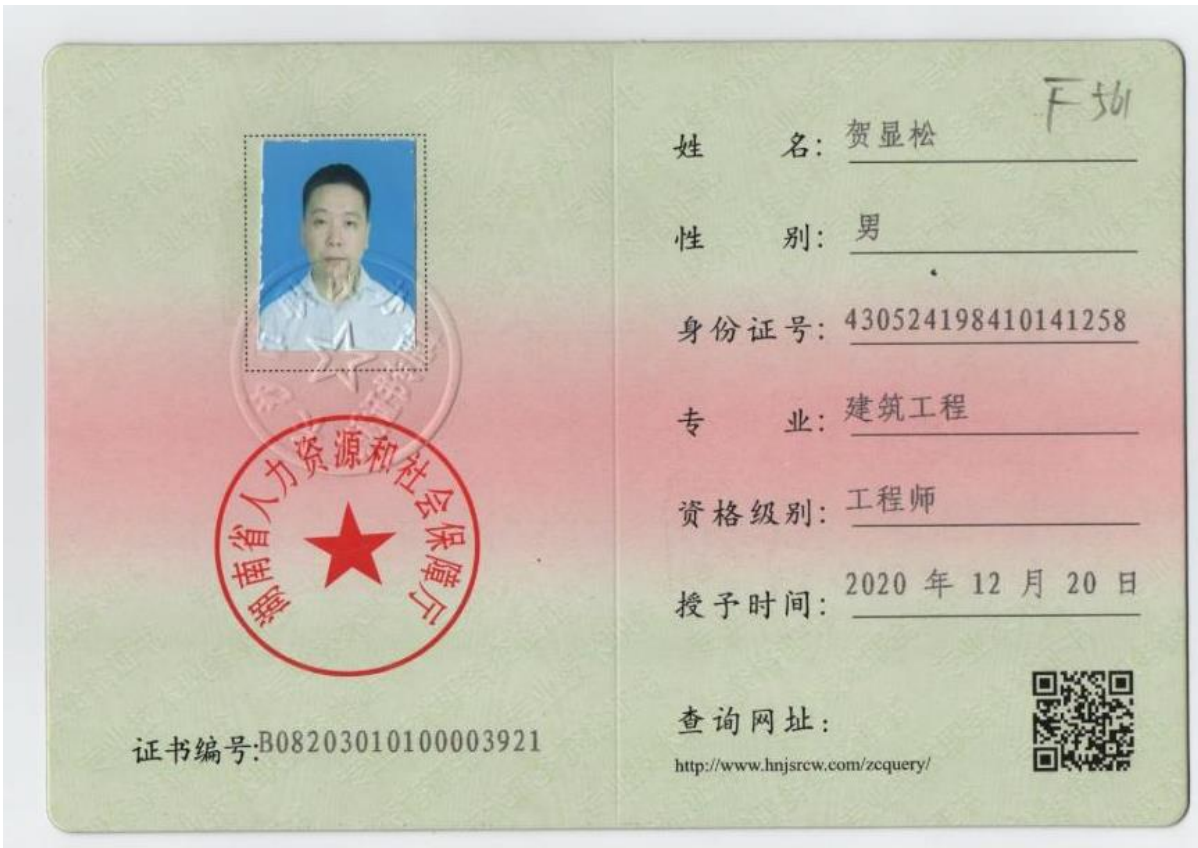 湖南省人力资源和社会保障厅
证书编号:B08203010100003921
F 561
姓 名: 贺显松
性 别: 男
身份证号: 430524198410141258
专 业: 建筑工程
资格级别: 工程师
授予时间: 2020 年 12 月 20 日
查询网址:
http://www.hnjsrcw.com/zcquery/